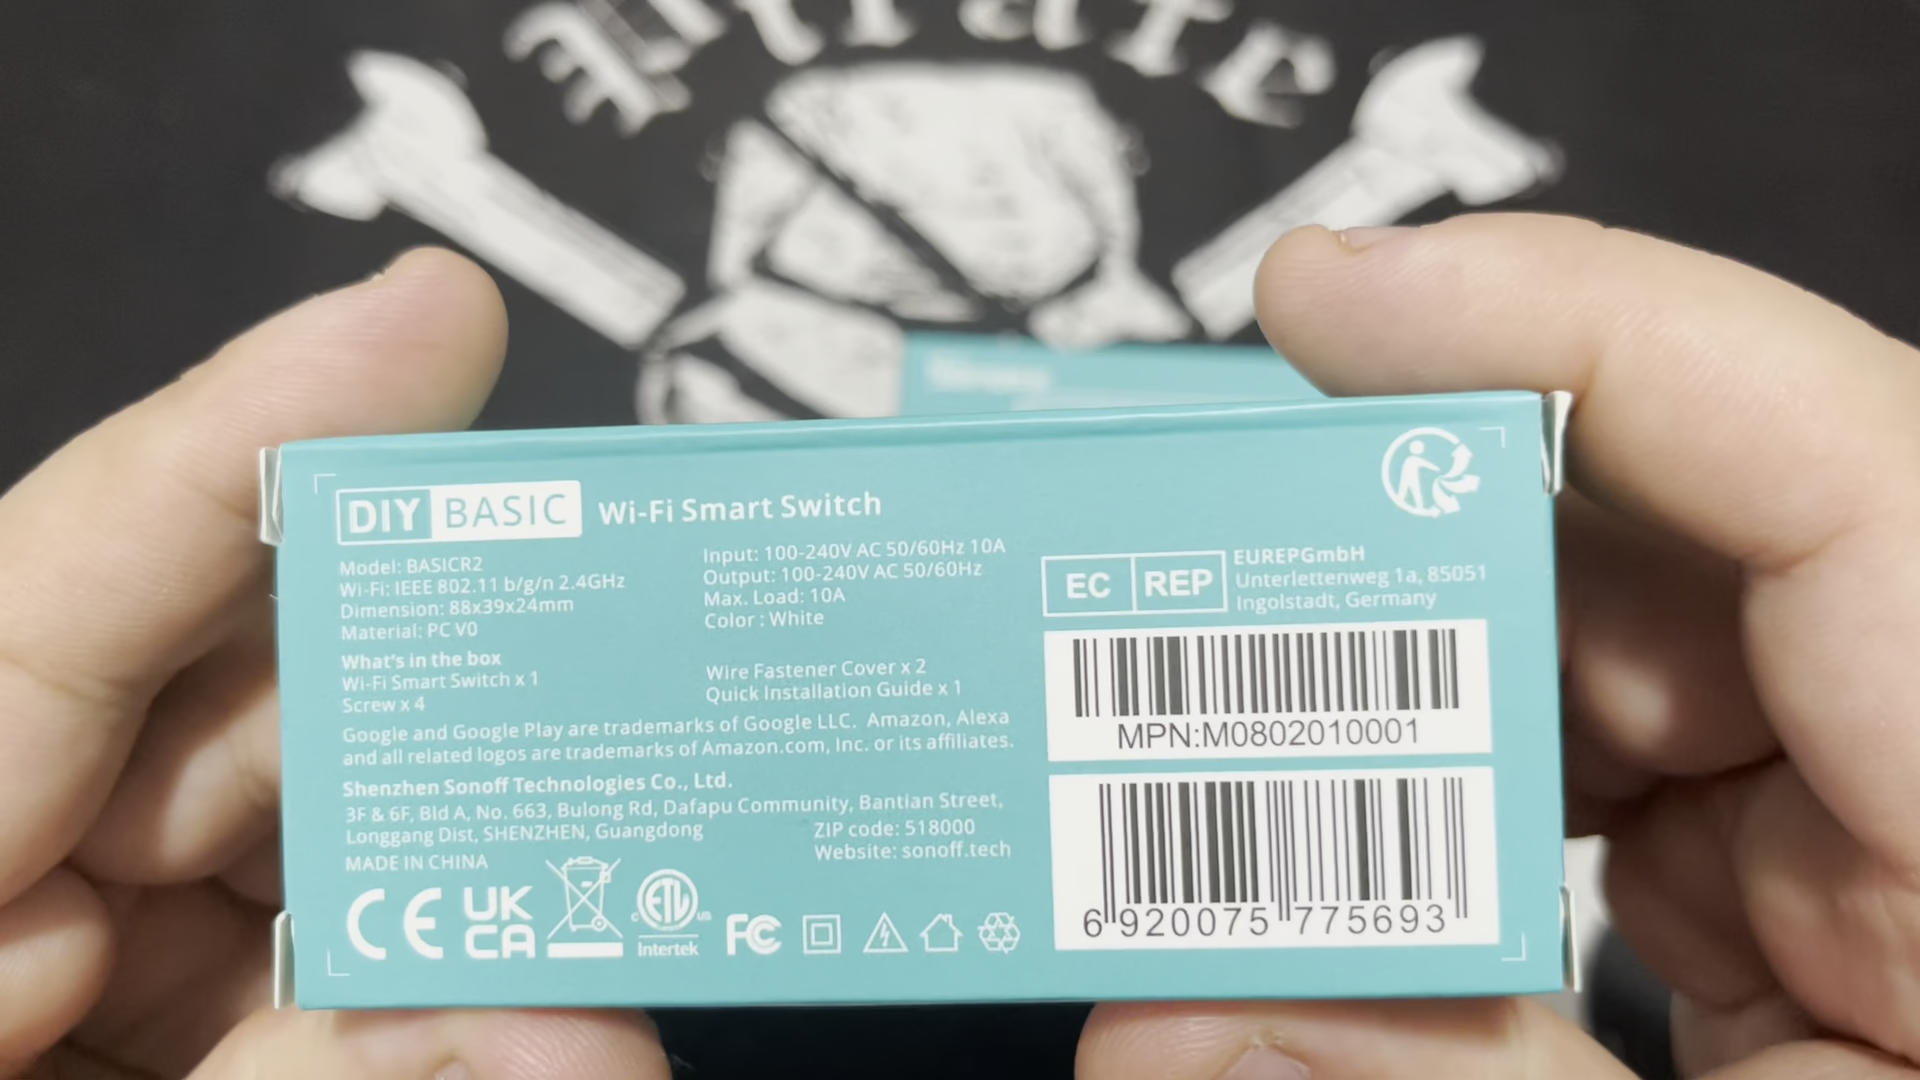 Pirate
DIY BASIC Wi-Fi Smart Switch
Model: BASICR2
Wi-Fi: IEEE 802.11 b/g/n 2.4GHz
Dimension: 88x39x24mm
Material: PC V0
Input: 100-240V AC 50/60Hz 10A
Output: 100-240V AC 50/60Hz
Max. Load: 10A
Color : White
What's in the box
Wi-Fi Smart Switch x 1
Screw x 4
Wire Fastener Cover x 2
Quick Installation Guide x 1
Google and Google Play are trademarks of Google LLC. Amazon, Alexa
and all related logos are trademarks of Amazon.com, Inc. or its affiliates.
Shenzhen Sonoff Technologies Co., Ltd.
3F & 6F, Bld A, No. 663, Bulong Rd, Dafapu Community, Bantian Street,
Longgang Dist, SHENZHEN, Guangdong
ZIP code: 518000
MADE IN CHINA
Website: sonoff.tech
CE UK CA
c ETL us
Intertek
FC
EC REP
EUREPGmbH
Unterlettenweg 1a, 85051
Ingolstadt, Germany
MPN:M0802010001
6 920075 775693